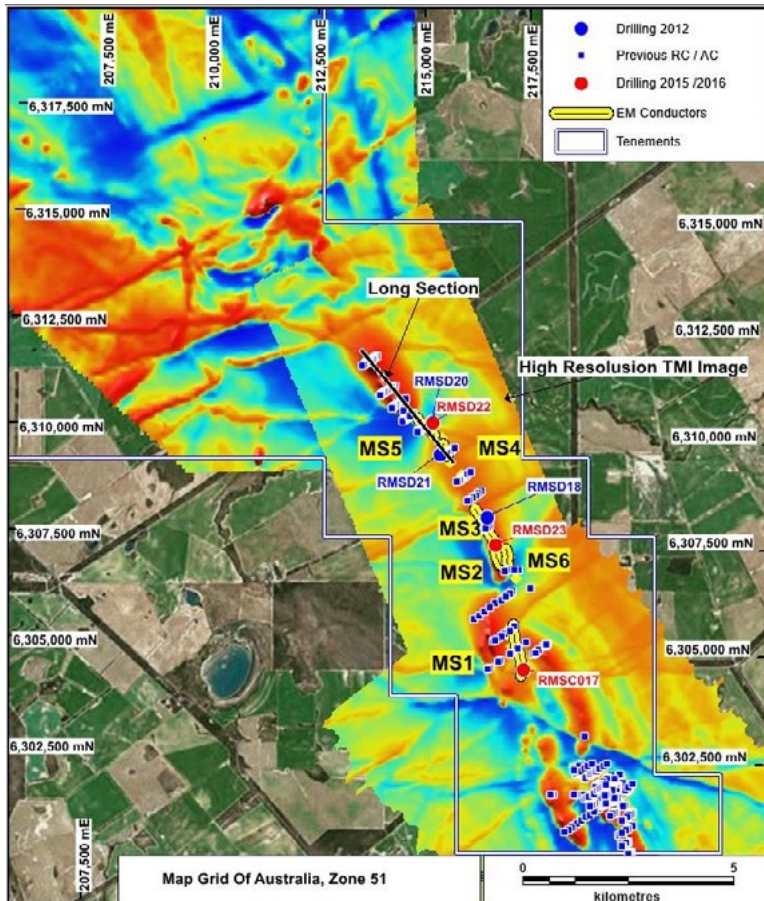 207,500 mE
210,000 mE
212,500 mE
215,000 mE
217,500 mE
Drilling 2012
Previous RC / AC
Drilling 2015 /2016
EM Conductors
Tenements
6,317,500 mN
6,315,000 mN
6,315,000 mN
6,312,500 mN
6,312,500 mN
Long Section
High Resolusion TMI Image
RMSD20
RMSD22
6,310,000 mN
6,310,000 mN
MS5
MS4
RMSD21
RMSD18
6,307,500 mN
6,307,500 mN
MS3
RMSD23
MS2
MS6
6,305,000 mN
6,305,000 mN
MS1
RMSC017
6,302,500 mN
6,302,500 mN
207,500 mE
Map Grid Of Australia, Zone 51
0
5
kilometres